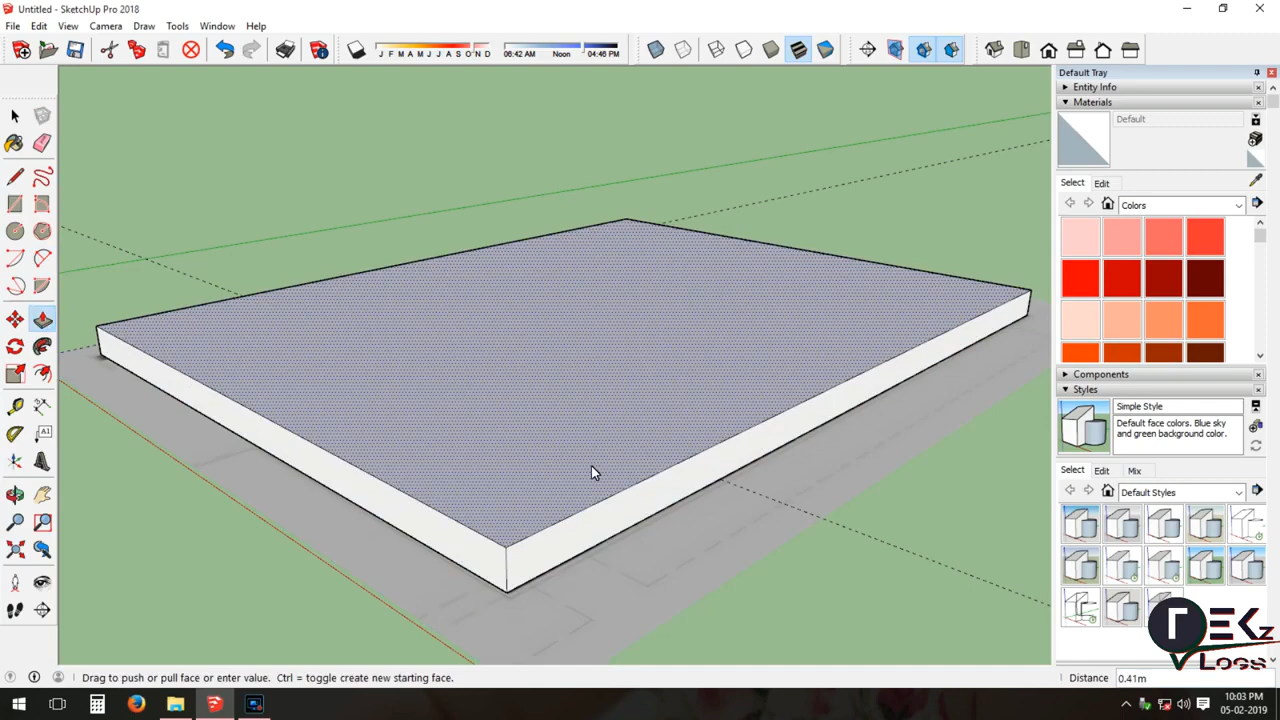 Untitled - SketchUp Pro 2018
File Edit View Camera Draw Tools Window Help
J F M A M J J A S O N D
06:42 AM Noon 04:46 PM
Default Tray
Entity Info
Materials
Default
Select Edit
Colors
Components
Styles
Simple Style
Default face colors. Blue sky and green background color.
Select Edit Mix
Default Styles
A1
TEKz
VLogs
Drag to push or pull face or enter value. Ctrl = toggle create new starting face.
Distance 0.41m
10:03 PM
05-02-2019